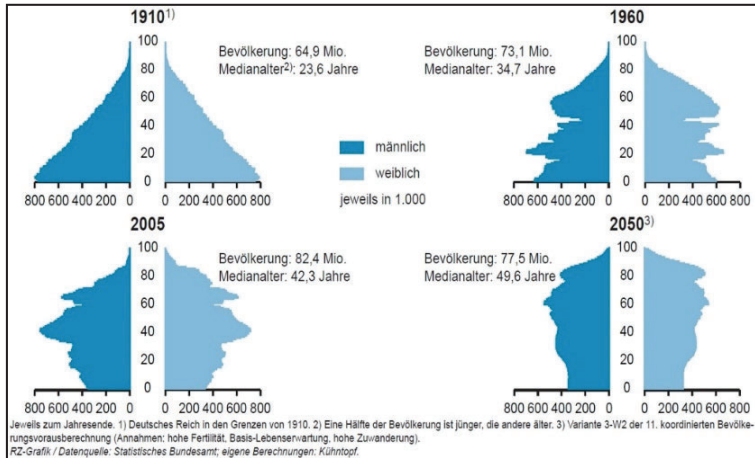 1910¹⁾
1960
Bevölkerung: 64,9 Mio.
Medianalter²⁾: 23,6 Jahre
Bevölkerung: 73,1 Mio.
Medianalter: 34,7 Jahre
100
80
60
40
20
0
100
80
60
40
20
0
männlich
weiblich
jeweils in 1.000
800 600 400 200 0
0 200 400 600 800
800 600 400 200 0
0 200 400 600 800
2005
2050³⁾
Bevölkerung: 82,4 Mio.
Medianalter: 42,3 Jahre
Bevölkerung: 77,5 Mio.
Medianalter: 49,6 Jahre
100
80
60
40
20
0
100
80
60
40
20
0
800 600 400 200 0
0 200 400 600 800
800 600 400 200 0
0 200 400 600 800
Jeweils zum Jahresende. 1) Deutsches Reich in den Grenzen von 1910. 2) Eine Hälfte der Bevölkerung ist jünger, die andere älter. 3) Variante 3-W2 der 11. koordinierten Bevölke-
rungsvorausberechnung (Annahmen: hohe Fertilität, Basis-Lebenserwartung, hohe Zuwanderung).
RZ-Grafik / Datenquelle: Statistisches Bundesamt; eigene Berechnungen: Kühntopf.